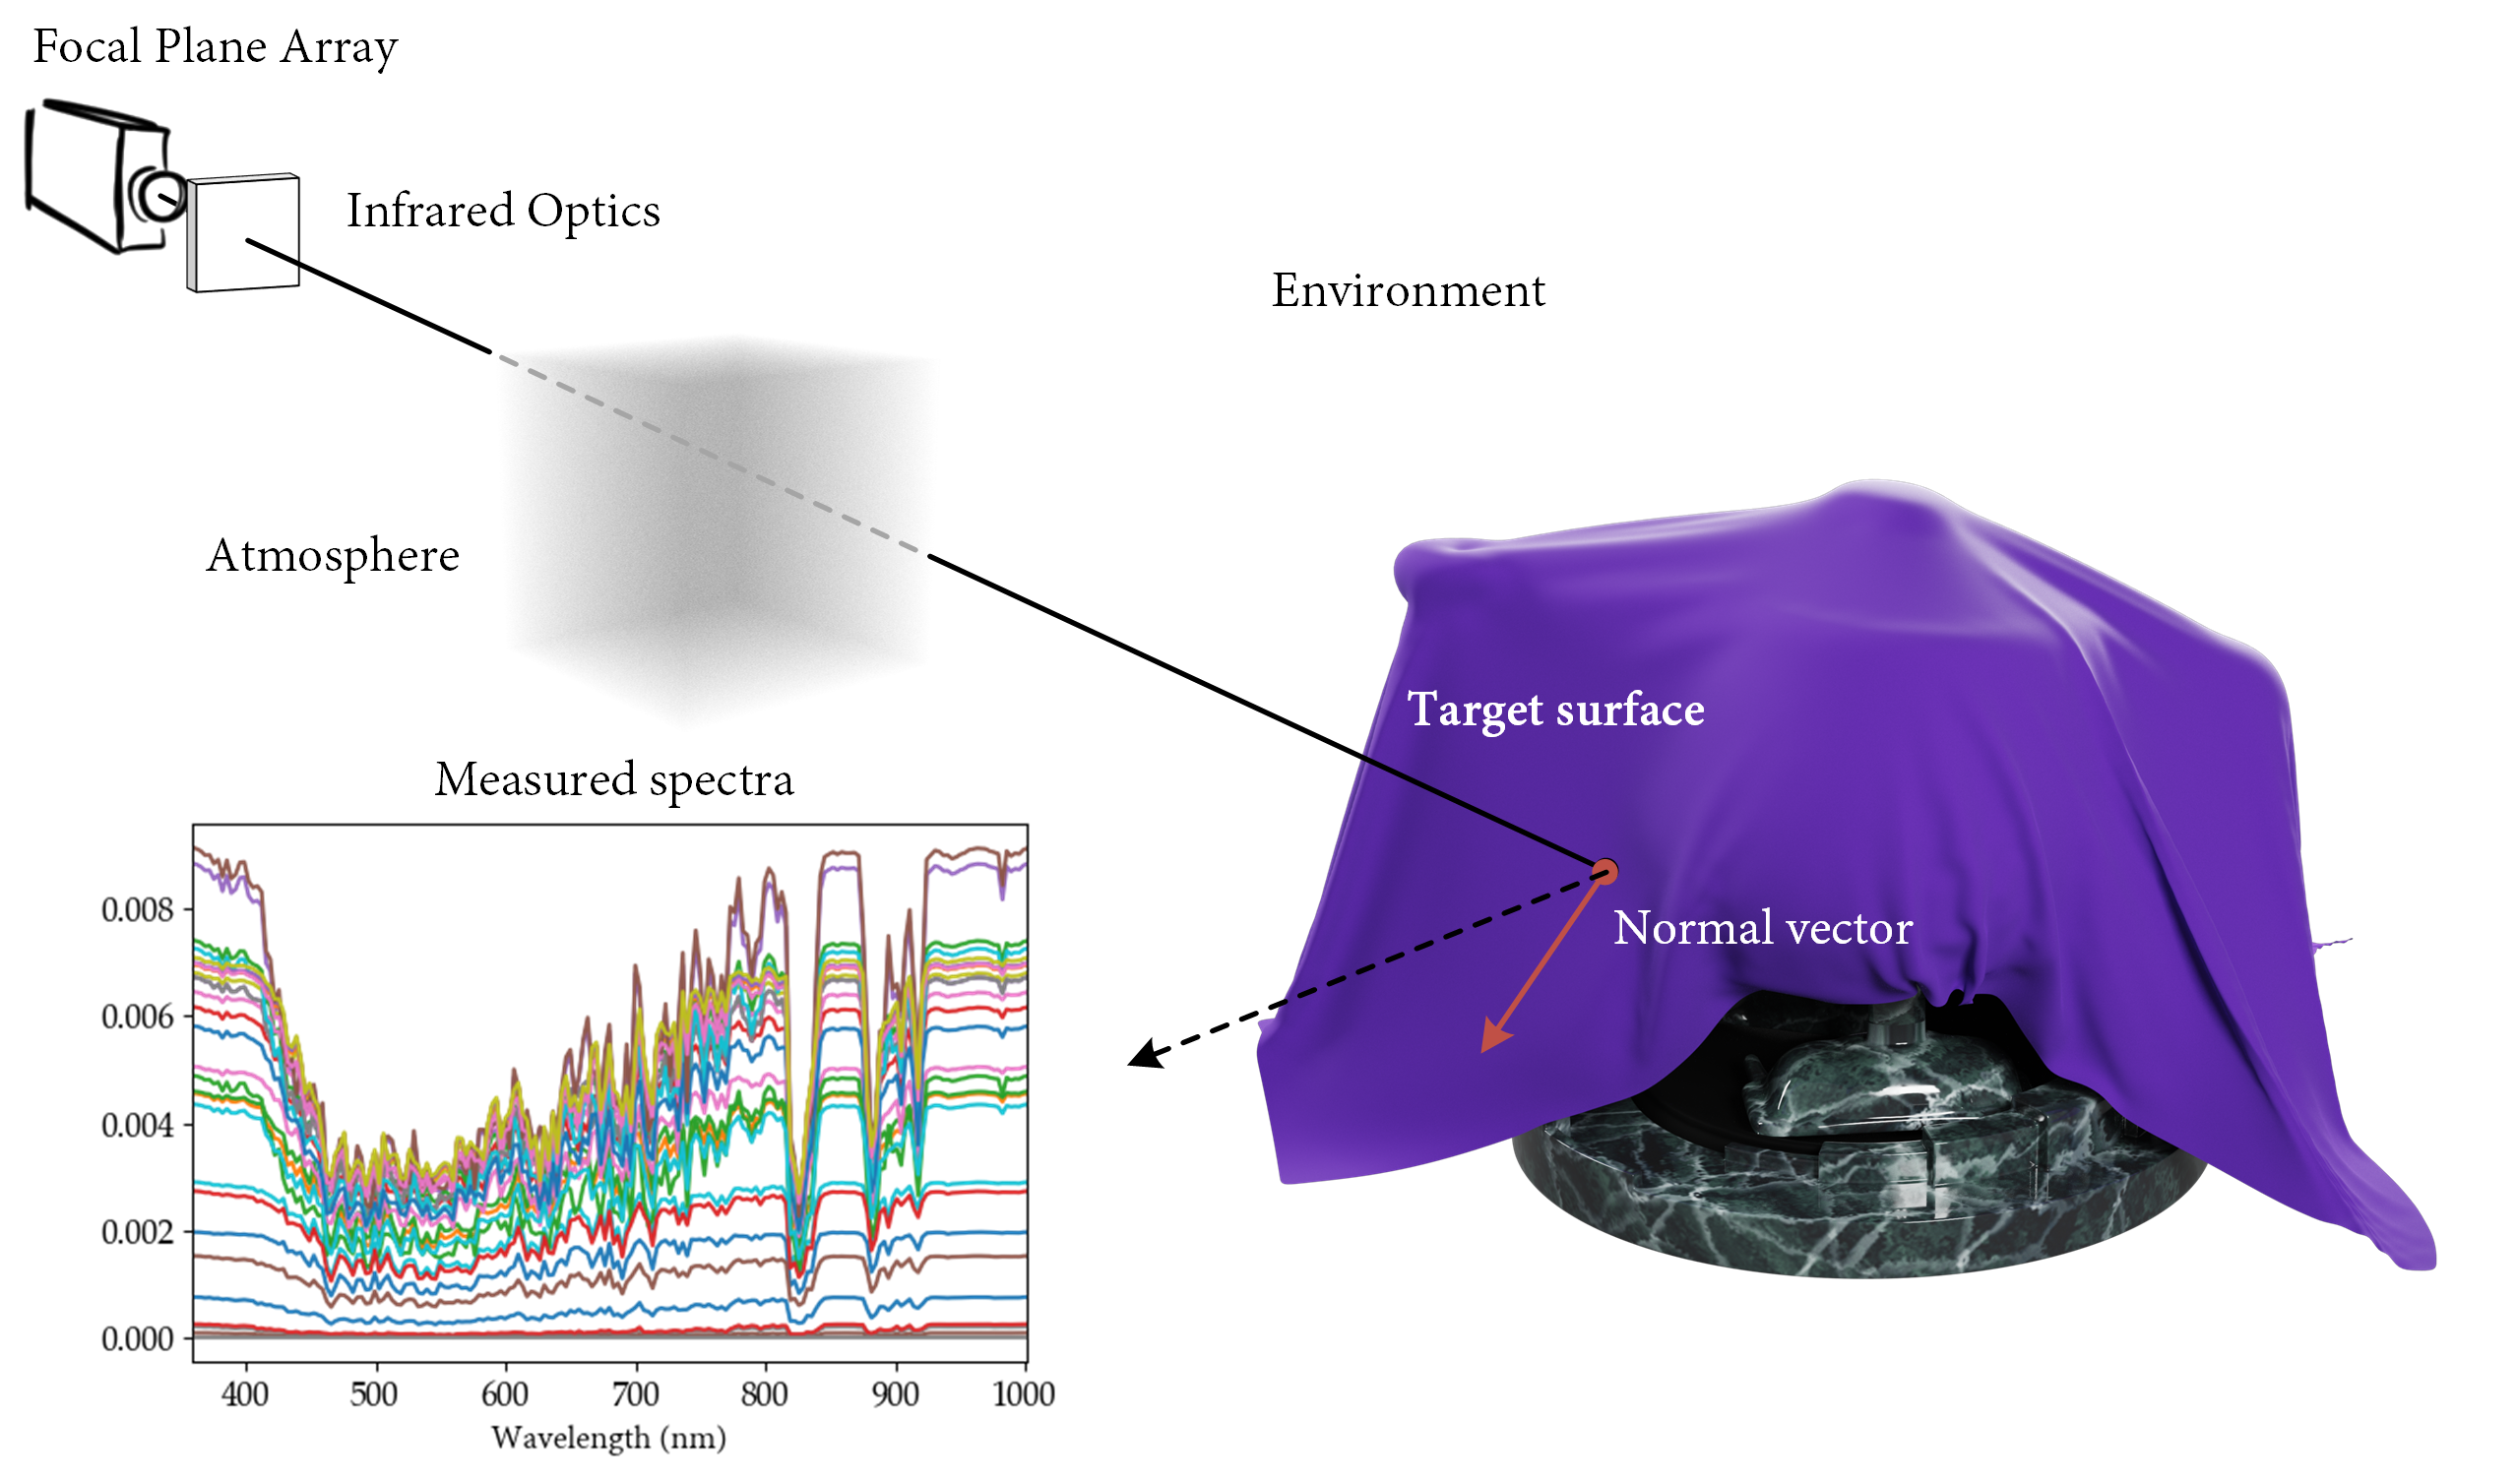 Focal Plane Array
Infrared Optics
Environment
Atmosphere
Target surface
Measured spectra
Normal vector
0.008
0.006
0.004
0.002
0.000
400 500 600 700 800 900 1000
Wavelength (nm)